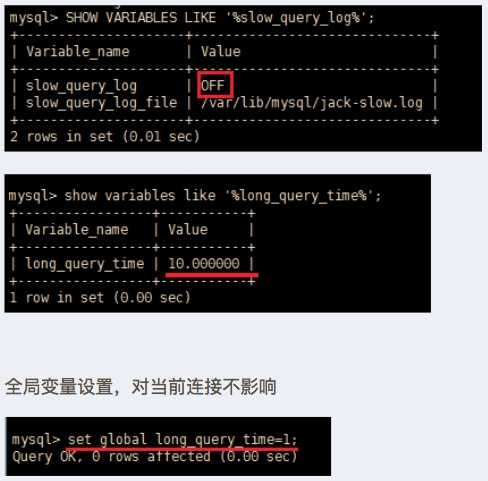 mysql> SHOW VARIABLES LIKE '%slow_query_log%';
+---------------------+------------------------------+
| Variable_name       | Value                        |
+---------------------+------------------------------+
| slow_query_log      | OFF                          |
| slow_query_log_file | /var/lib/mysql/jack-slow.log |
+---------------------+------------------------------+
2 rows in set (0.01 sec)
mysql> show variables like '%long_query_time%';
+-----------------+-----------+
| Variable_name   | Value     |
+-----------------+-----------+
| long_query_time | 10.000000 |
+-----------------+-----------+
1 row in set (0.00 sec)
全局变量设置，对当前连接不影响
mysql> set global long_query_time=1;
Query OK, 0 rows affected (0.00 sec)